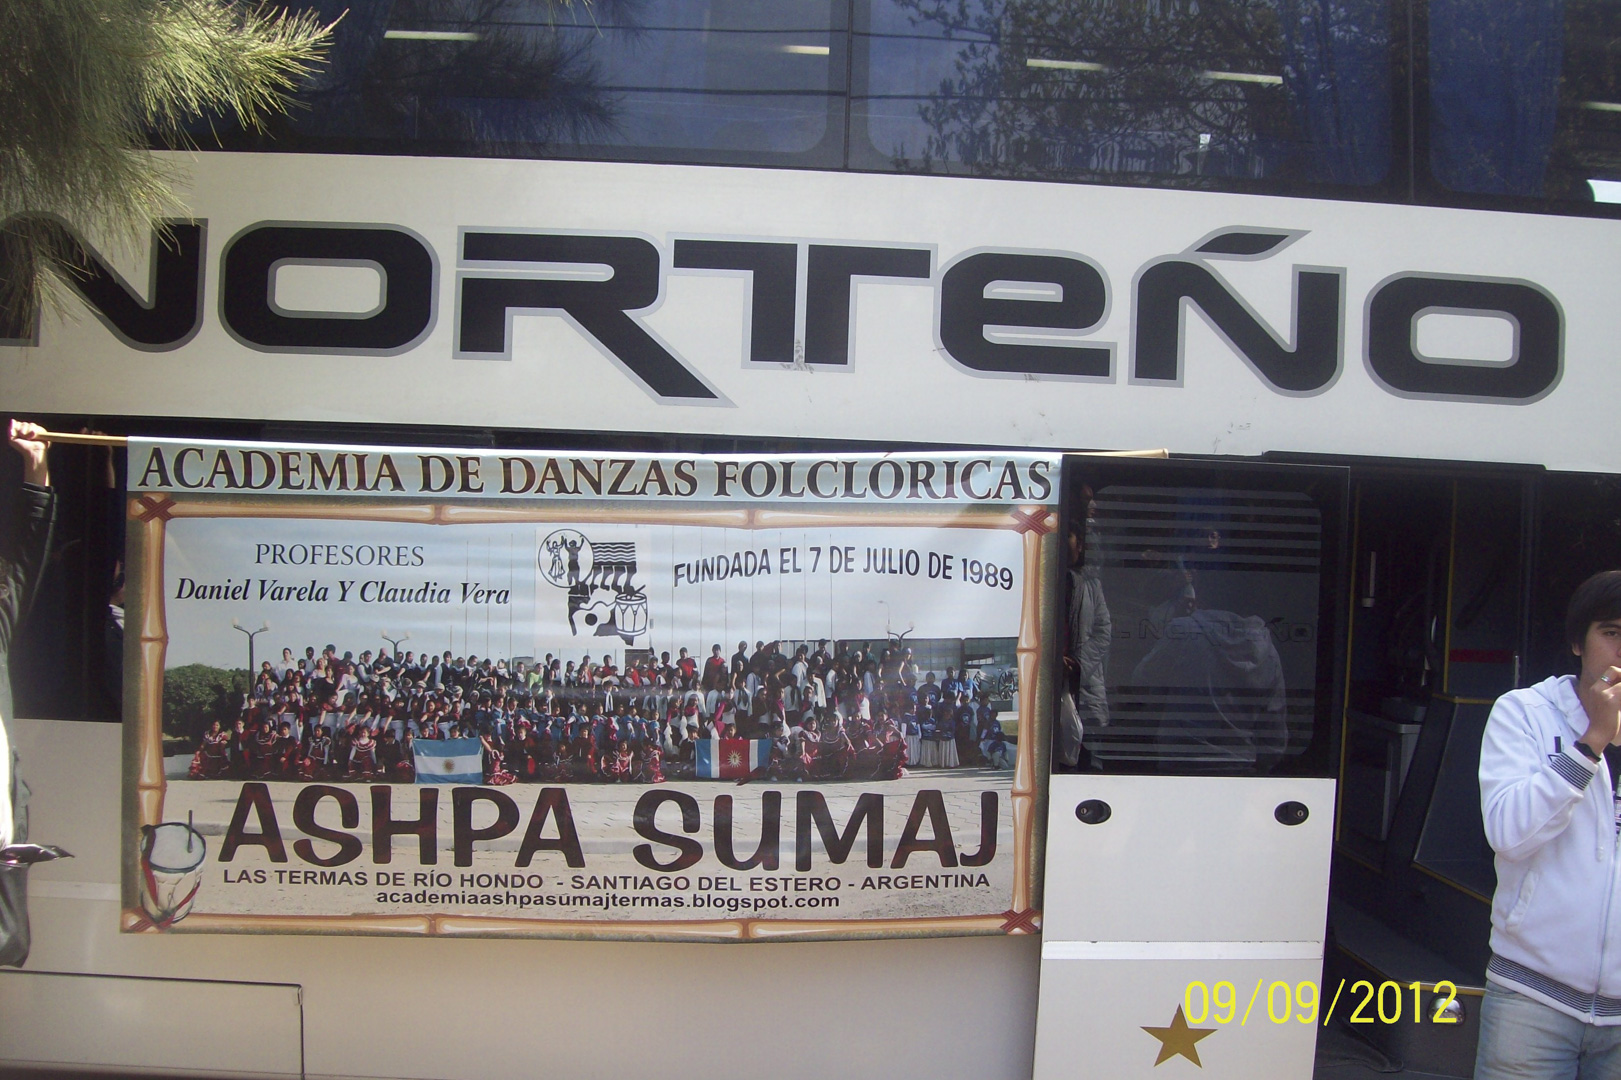 NORTEÑO
ACADEMIA DE DANZAS FOLCLÓRICAS
PROFESORES
Daniel Varela Y Claudia Vera
FUNDADA EL 7 DE JULIO DE 1989
ASHPA SUMAJ
LAS TERMAS DE RÍO HONDO - SANTIAGO DEL ESTERO - ARGENTINA
academiaashpasumajtermas.blogspot.com
09/09/2012